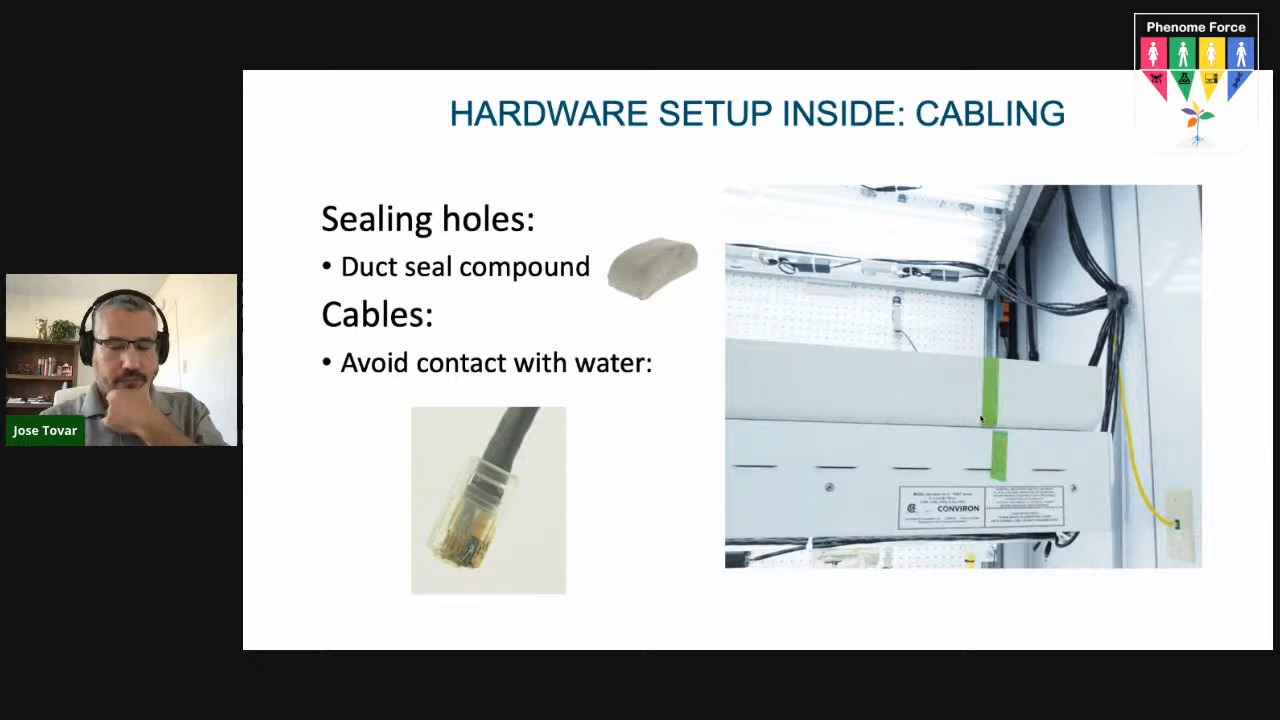 Phenome Force
HARDWARE SETUP INSIDE: CABLING
Sealing holes:
• Duct seal compound
Cables:
• Avoid contact with water:
Jose Tovar
CONVIRON